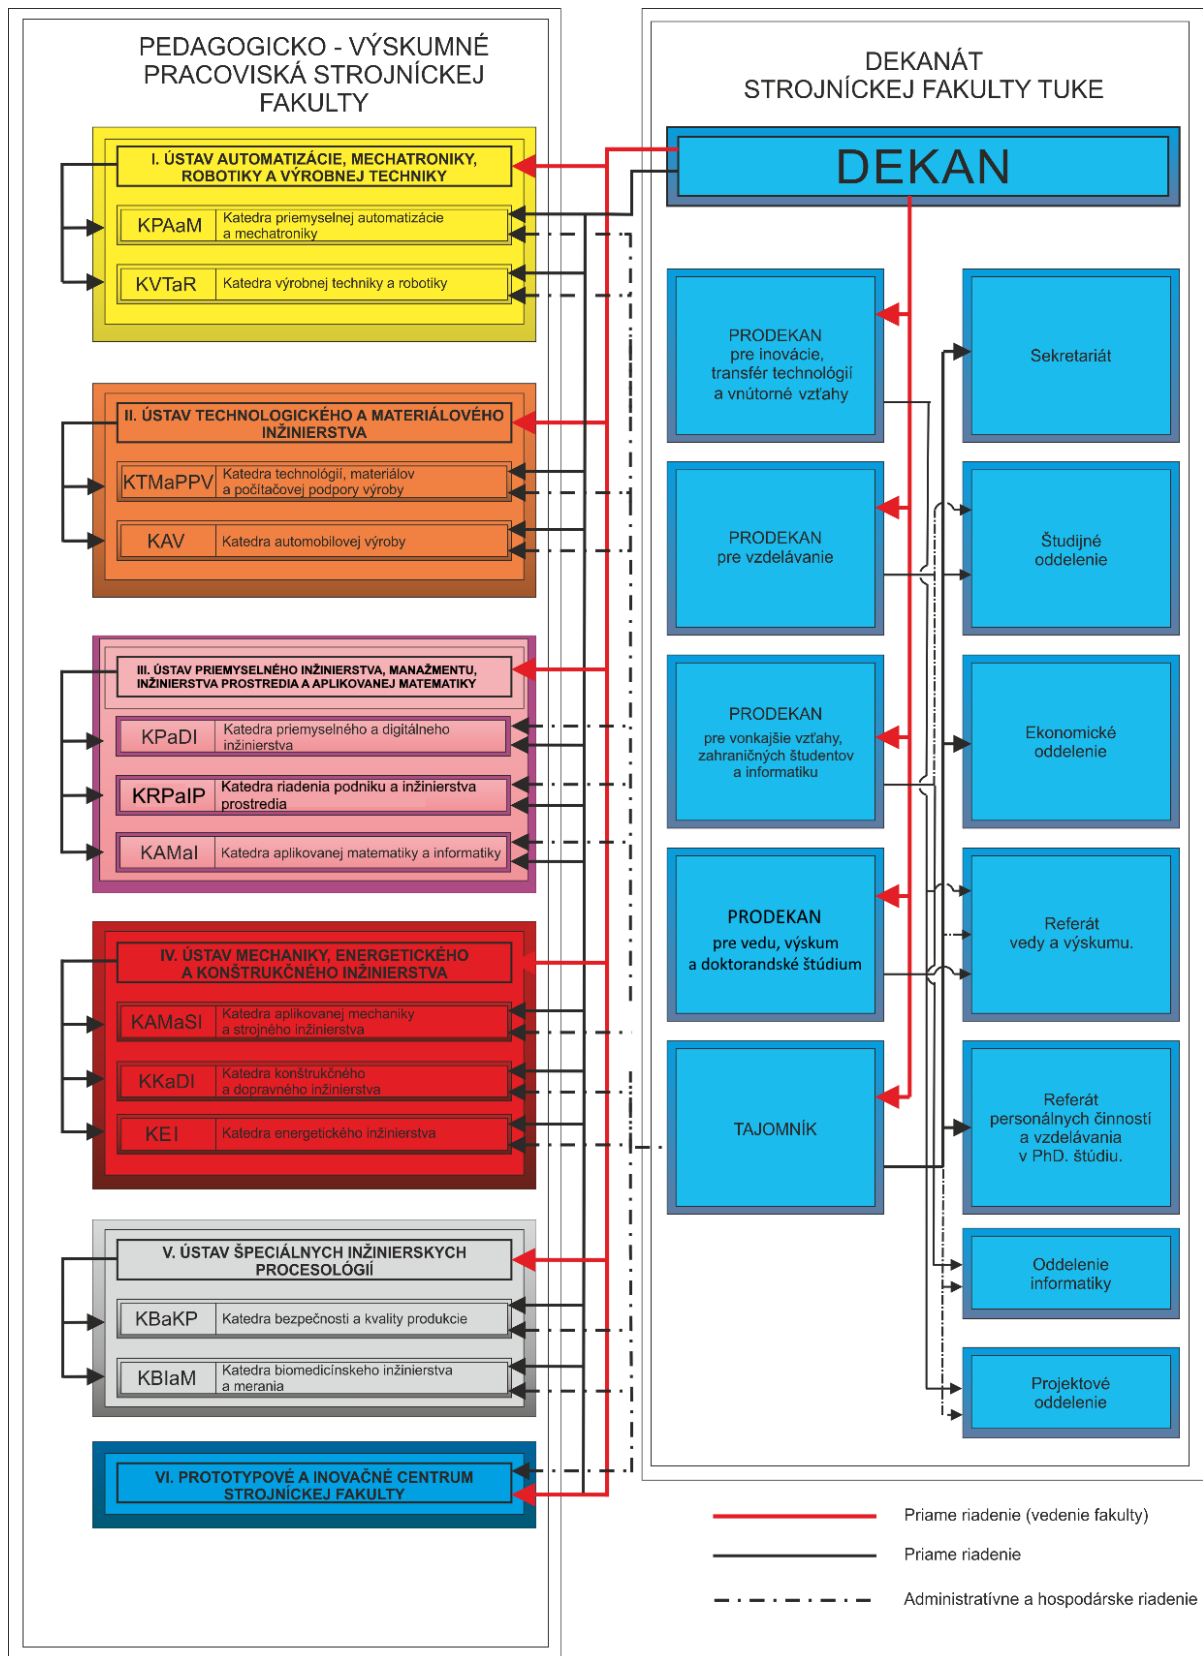 PEDAGOGICKO - VÝSKUMNÉ
PRACOVISKÁ STROJNÍCKEJ
FAKULTY
I. ÚSTAV AUTOMATIZÁCIE, MECHATRONIKY,
ROBOTIKY A VÝROBNEJ TECHNIKY
KPAaM
Katedra priemyselnej automatizácie
a mechatroniky
KVTaR
Katedra výrobnej techniky a robotiky
II. ÚSTAV TECHNOLOGICKÉHO A MATERIÁLOVÉHO
INŽINIERSTVA
KTMaPPV
Katedra technológií, materiálov
a počítačovej podpory výroby
KAV
Katedra automobilovej výroby
III. ÚSTAV PRIEMYSELNÉHO INŽINIERSTVA, MANAŽMENTU,
INŽINIERSTVA PROSTREDIA A APLIKOVANEJ MATEMATIKY
KPaDI
Katedra priemyselného a digitálneho
inžinierstva
KRPaIP
Katedra riadenia podniku a inžinierstva
prostredia
KAMaI
Katedra aplikovanej matematiky a informatiky
IV. ÚSTAV MECHANIKY, ENERGETICKÉHO
A KONŠTRUKČNÉHO INŽINIERSTVA
KAMaSI
Katedra aplikovanej mechaniky
a strojného inžinierstva
KKaDI
Katedra konštrukčného
a dopravného inžinierstva
KEI
Katedra energetického inžinierstva
V. ÚSTAV ŠPECIÁLNYCH INŽINIERSKYCH
PROCESOLÓGIÍ
KBaKP
Katedra bezpečnosti a kvality produkcie
KBIaM
Katedra biomedicínskeho inžinierstva
a merania
VI. PROTOTYPOVÉ A INOVAČNÉ CENTRUM
STROJNÍCKEJ FAKULTY
DEKANÁT
STROJNÍCKEJ FAKULTY TUKE
DEKAN
PRODEKAN
pre inovácie,
transfér technológií
a vnútorné vzťahy
Sekretariát
PRODEKAN
pre vzdelávanie
Študijné
oddelenie
PRODEKAN
pre vonkajšie vzťahy,
zahraničných študentov
a informatiku
Ekonomické
oddelenie
PRODEKAN
pre vedu, výskum
a doktorandské štúdium
Referát
vedy a výskumu.
TAJOMNÍK
Referát
personálnych činností
a vzdelávania
v PhD. štúdiu.
Oddelenie
informatiky
Projektové
oddelenie
Priame riadenie (vedenie fakulty)
Priame riadenie
Administratívne a hospodárske riadenie